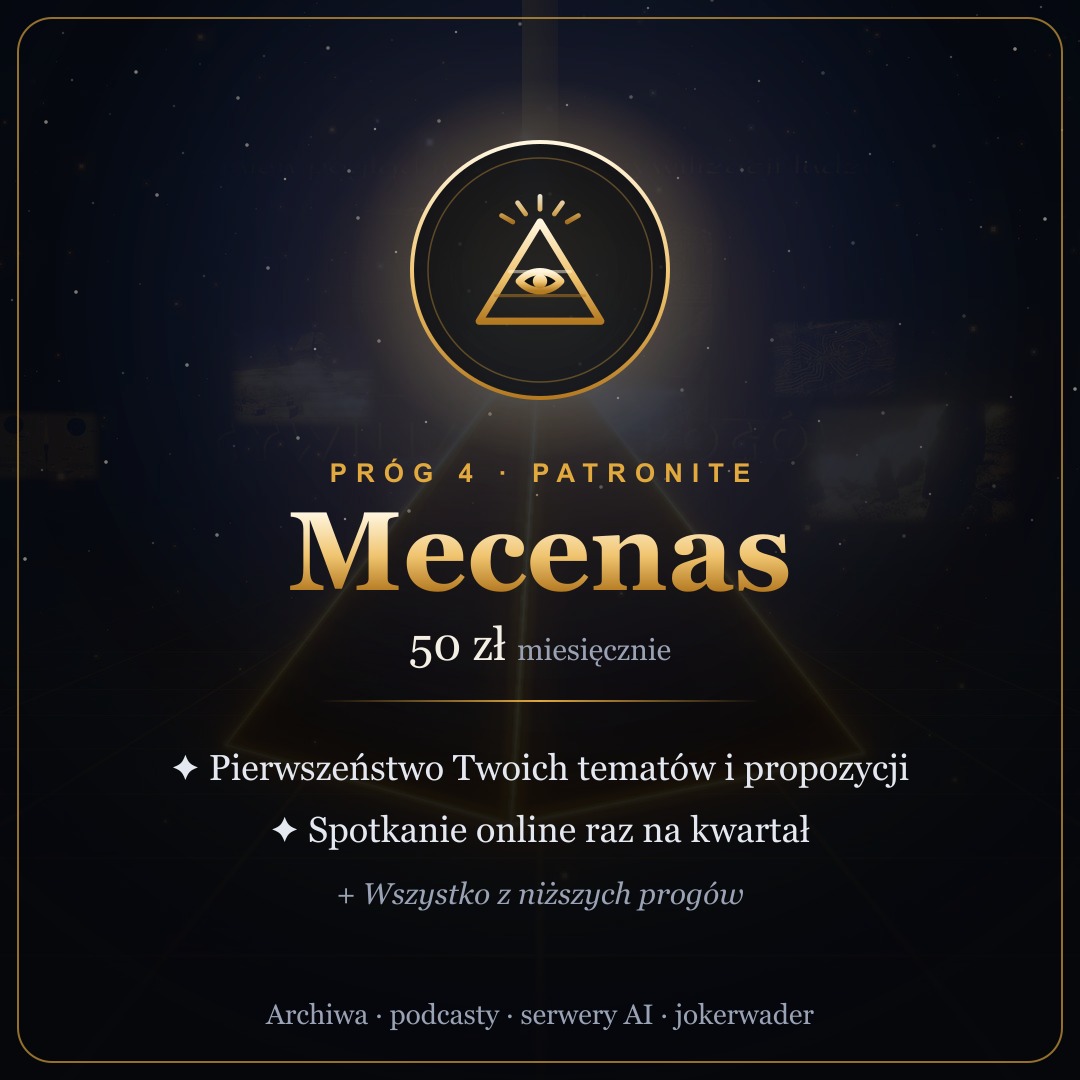 PRÓG 4 · PATRONITE
Mecenas
50 zł miesięcznie
✦ Pierwszeństwo Twoich tematów i propozycji
✦ Spotkanie online raz na kwartał
+ Wszystko z niższych progów
Archiwa · podcasty · serwery AI · jokerwader